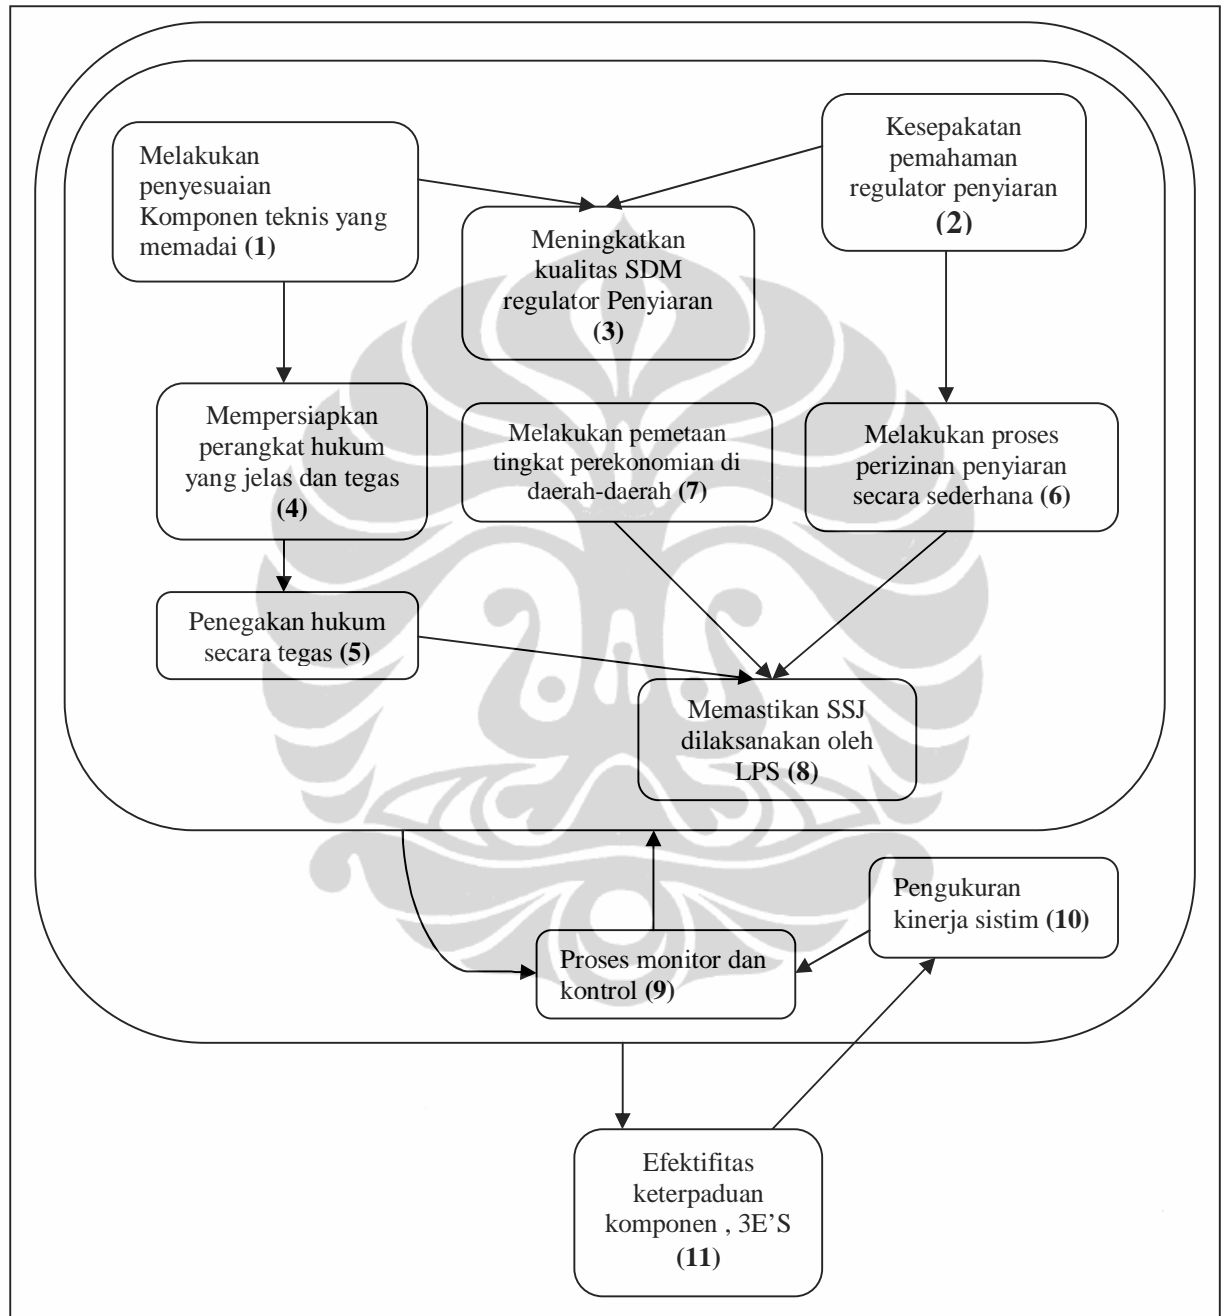 Melakukan
penyesuaian
Komponen teknis yang
memadai (1)
Kesepakatan
pemahaman
regulator penyiaran
(2)
Meningkatkan
kualitas SDM
regulator Penyiaran
(3)
Mempersiapkan
perangkat hukum
yang jelas dan tegas
(4)
Melakukan pemetaan
tingkat perekonomian di
daerah-daerah (7)
Melakukan proses
perizinan penyiaran
secara sederhana (6)
Penegakan hukum
secara tegas (5)
Memastikan SSJ
dilaksanakan oleh
LPS (8)
Pengukuran
kinerja sistim (10)
Proses monitor dan
kontrol (9)
Efektifitas
keterpaduan
komponen , 3E’S
(11)